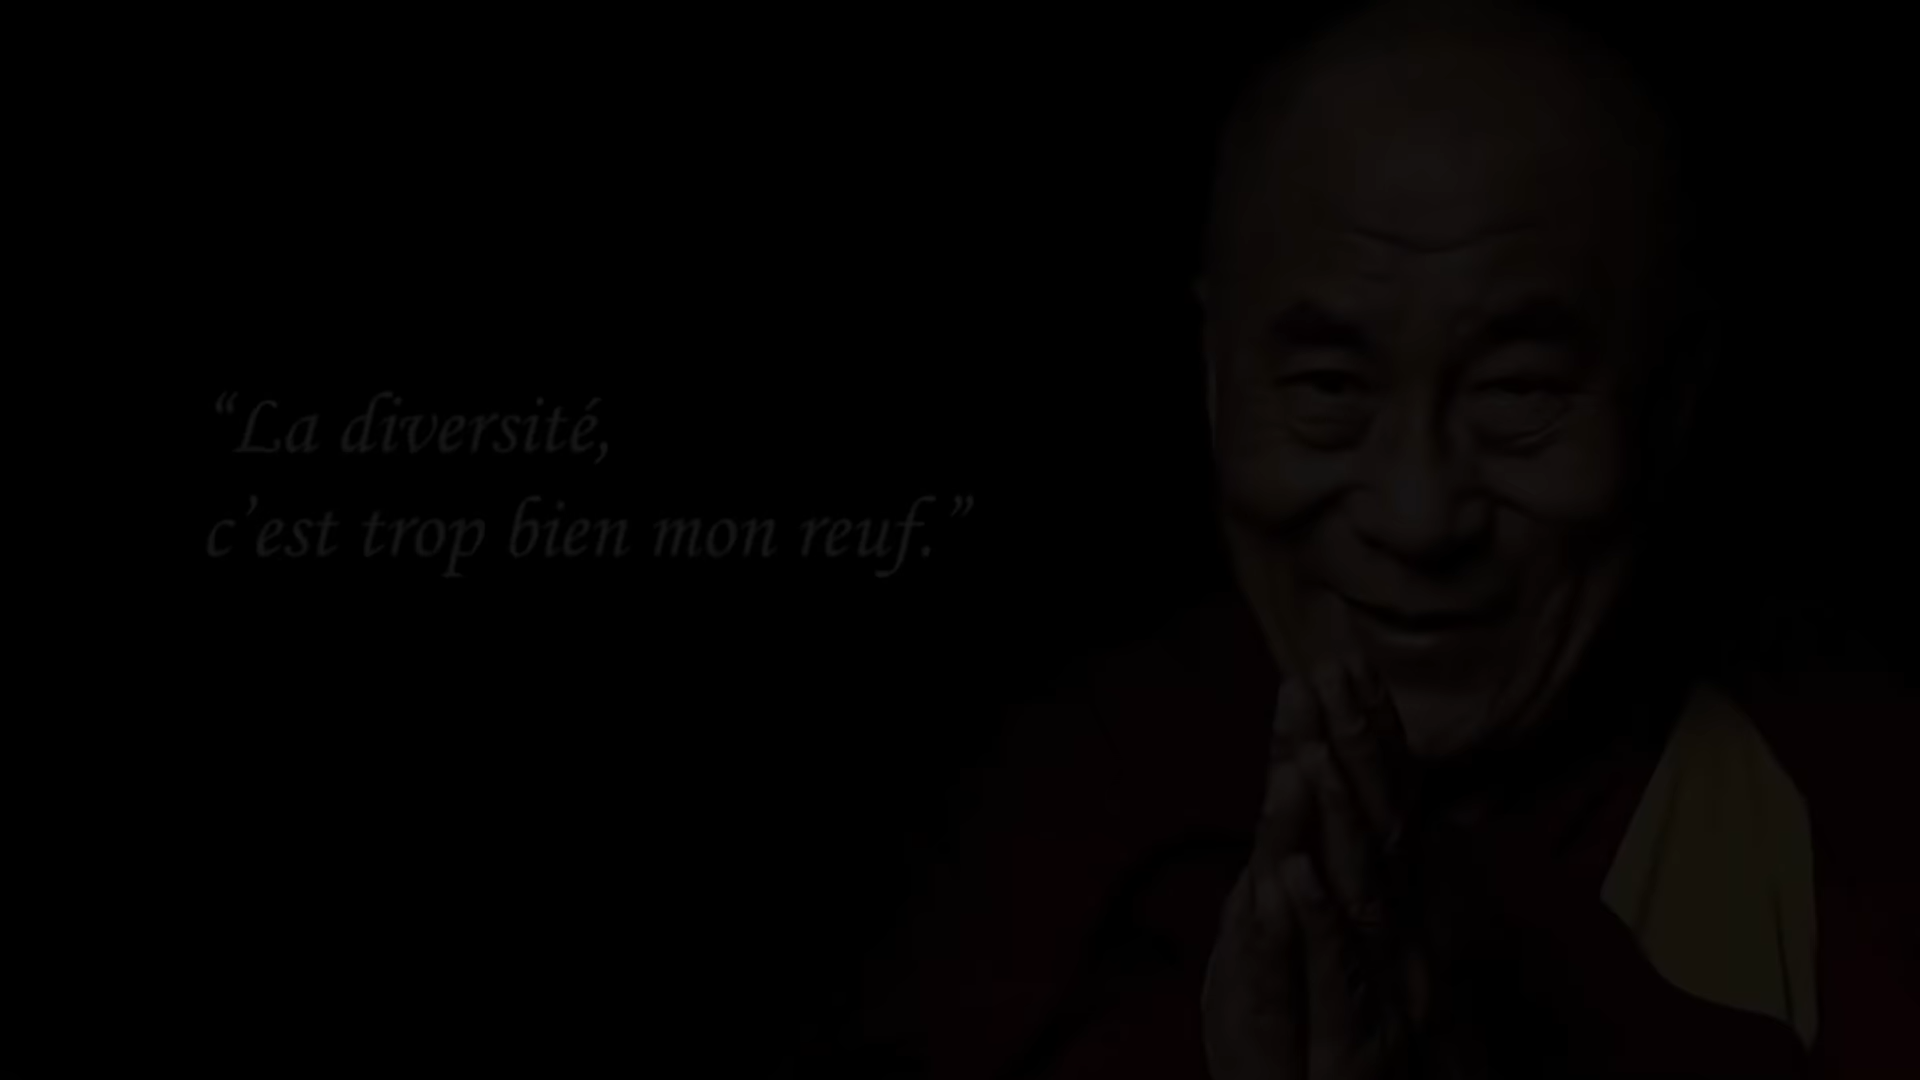 “La diversité,
c’est trop bien mon reuf.”